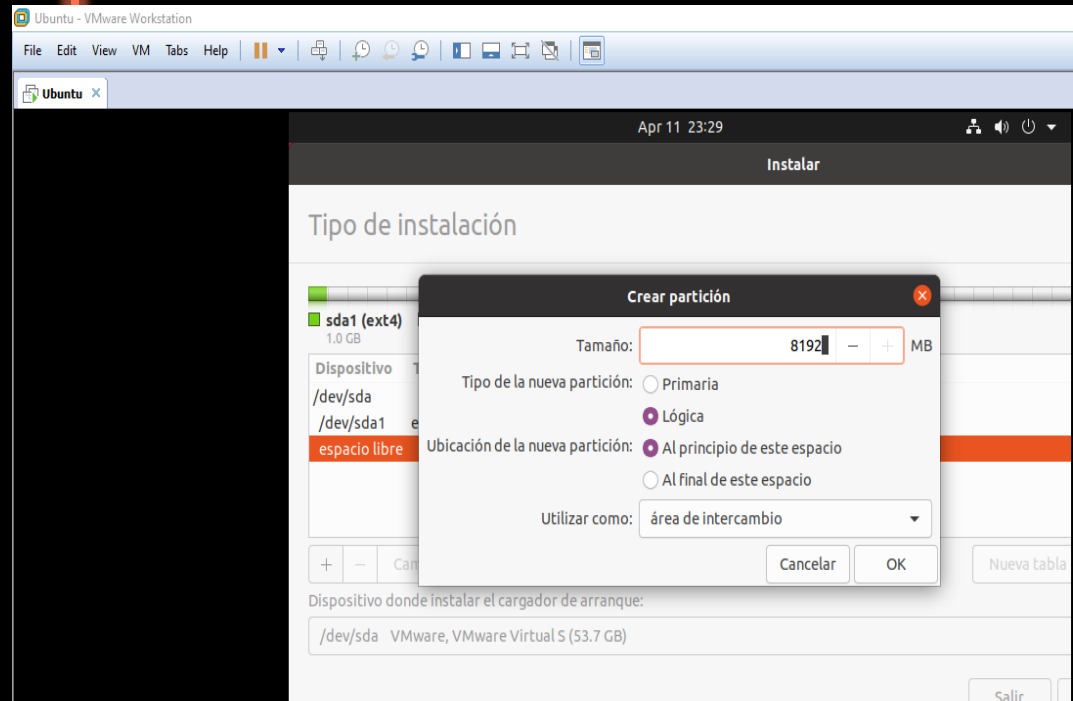 Ubuntu - VMware Workstation
File Edit View VM Tabs Help
Ubuntu ×
Apr 11 23:29
Instalar
Tipo de instalación
Crear partición
sda1 (ext4)
1.0 GB
Tamaño: 8192 − + MB
Dispositivo
Tipo de la nueva partición: Primaria
/dev/sda
Lógica
/dev/sda1 e
Ubicación de la nueva partición: Al principio de este espacio
espacio libre
Al final de este espacio
Utilizar como: área de intercambio
+ − Cam
Cancelar OK
Nueva tabla
Dispositivo donde instalar el cargador de arranque:
/dev/sda VMware, VMware Virtual S (53.7 GB)
Salir